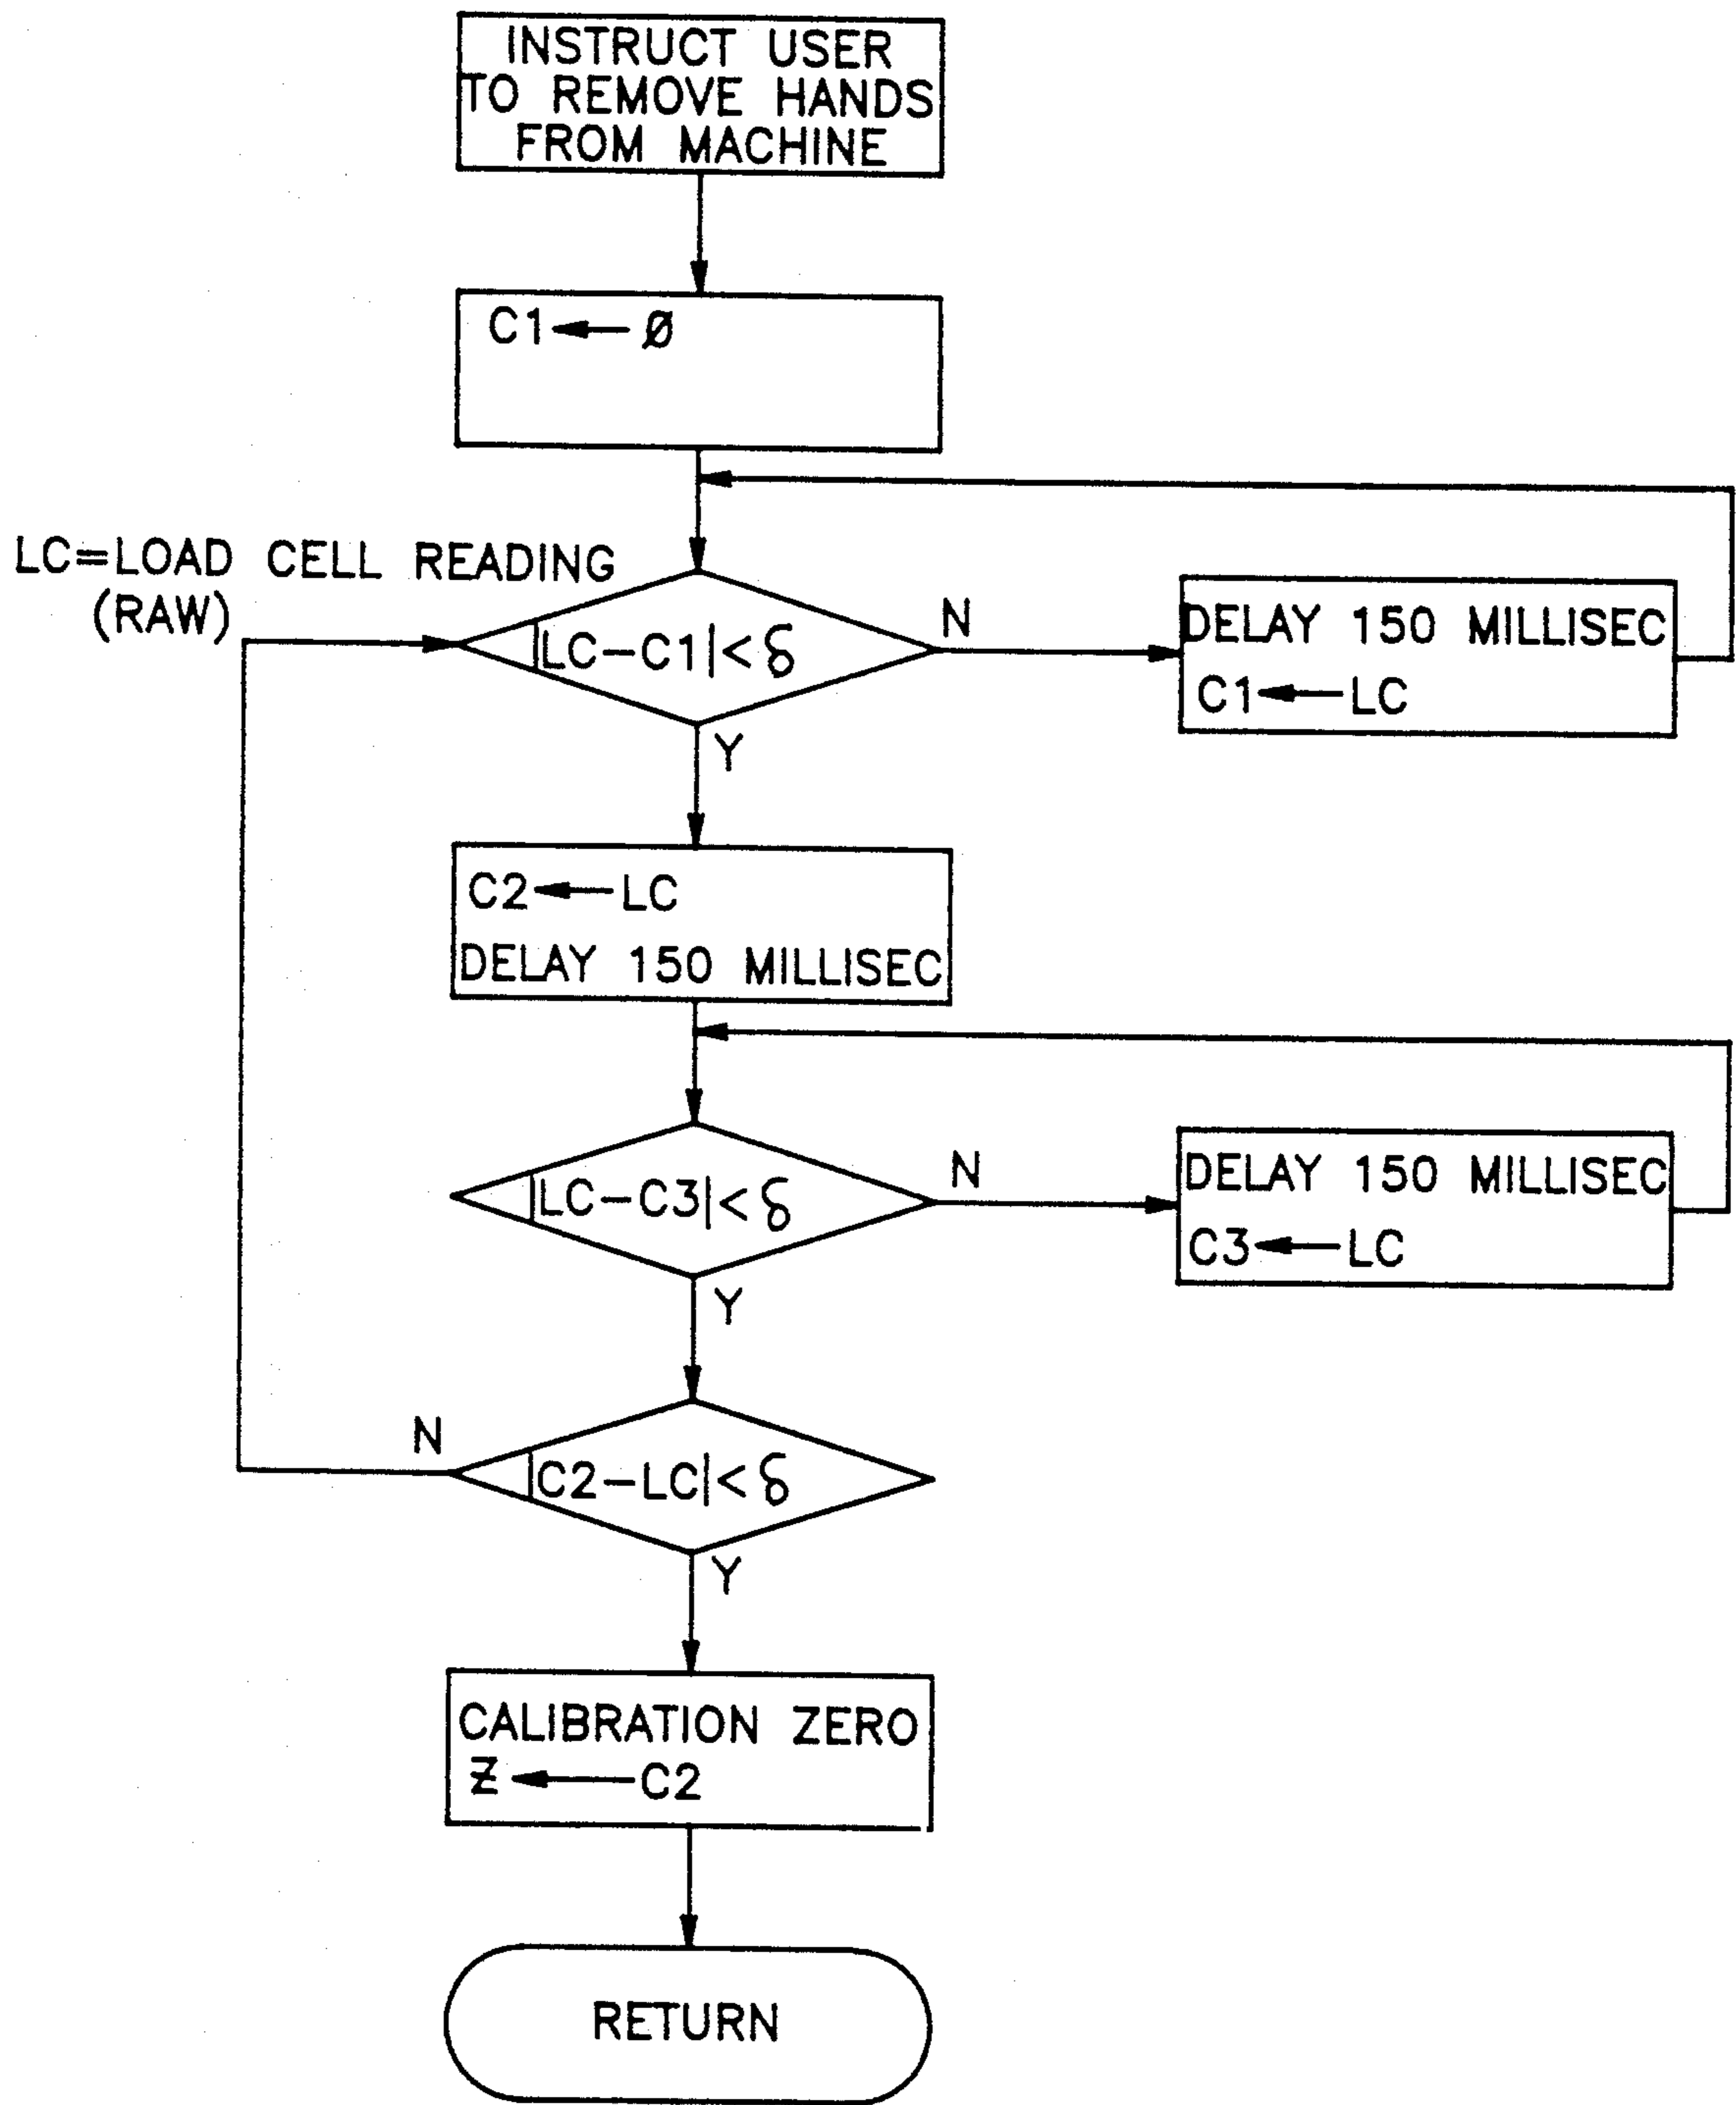 INSTRUCT USER
TO REMOVE HANDS
FROM MACHINE
C1 ← Ø
LC=LOAD CELL READING
(RAW)
|LC-C1|< δ
N
DELAY 150 MILLISEC
C1 ← LC
Y
C2 ← LC
DELAY 150 MILLISEC
|LC-C3|< δ
N
DELAY 150 MILLISEC
C3 ← LC
Y
N
|C2-LC|< δ
Y
CALIBRATION ZERO
Z ← C2
RETURN